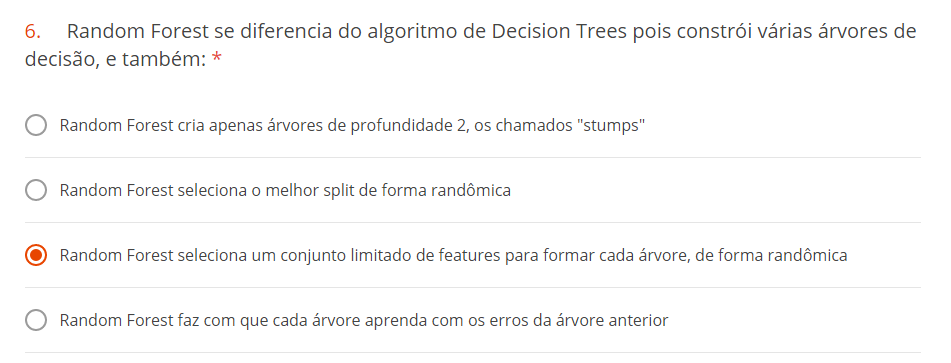 6. Random Forest se diferencia do algoritmo de Decision Trees pois constrói várias árvores de
decisão, e também: *
Random Forest cria apenas árvores de profundidade 2, os chamados "stumps"
Random Forest seleciona o melhor split de forma randômica
Random Forest seleciona um conjunto limitado de features para formar cada árvore, de forma randômica
Random Forest faz com que cada árvore aprenda com os erros da árvore anterior